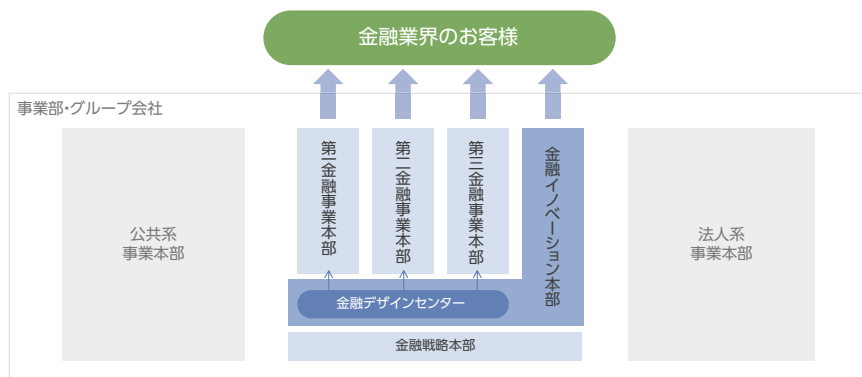 金融業界のお客様
事業部・グループ会社
公共系
事業本部
第一金融事業本部
第二金融事業本部
第三金融事業本部
金融イノベーション本部
法人系
事業本部
金融デザインセンター
金融戦略本部